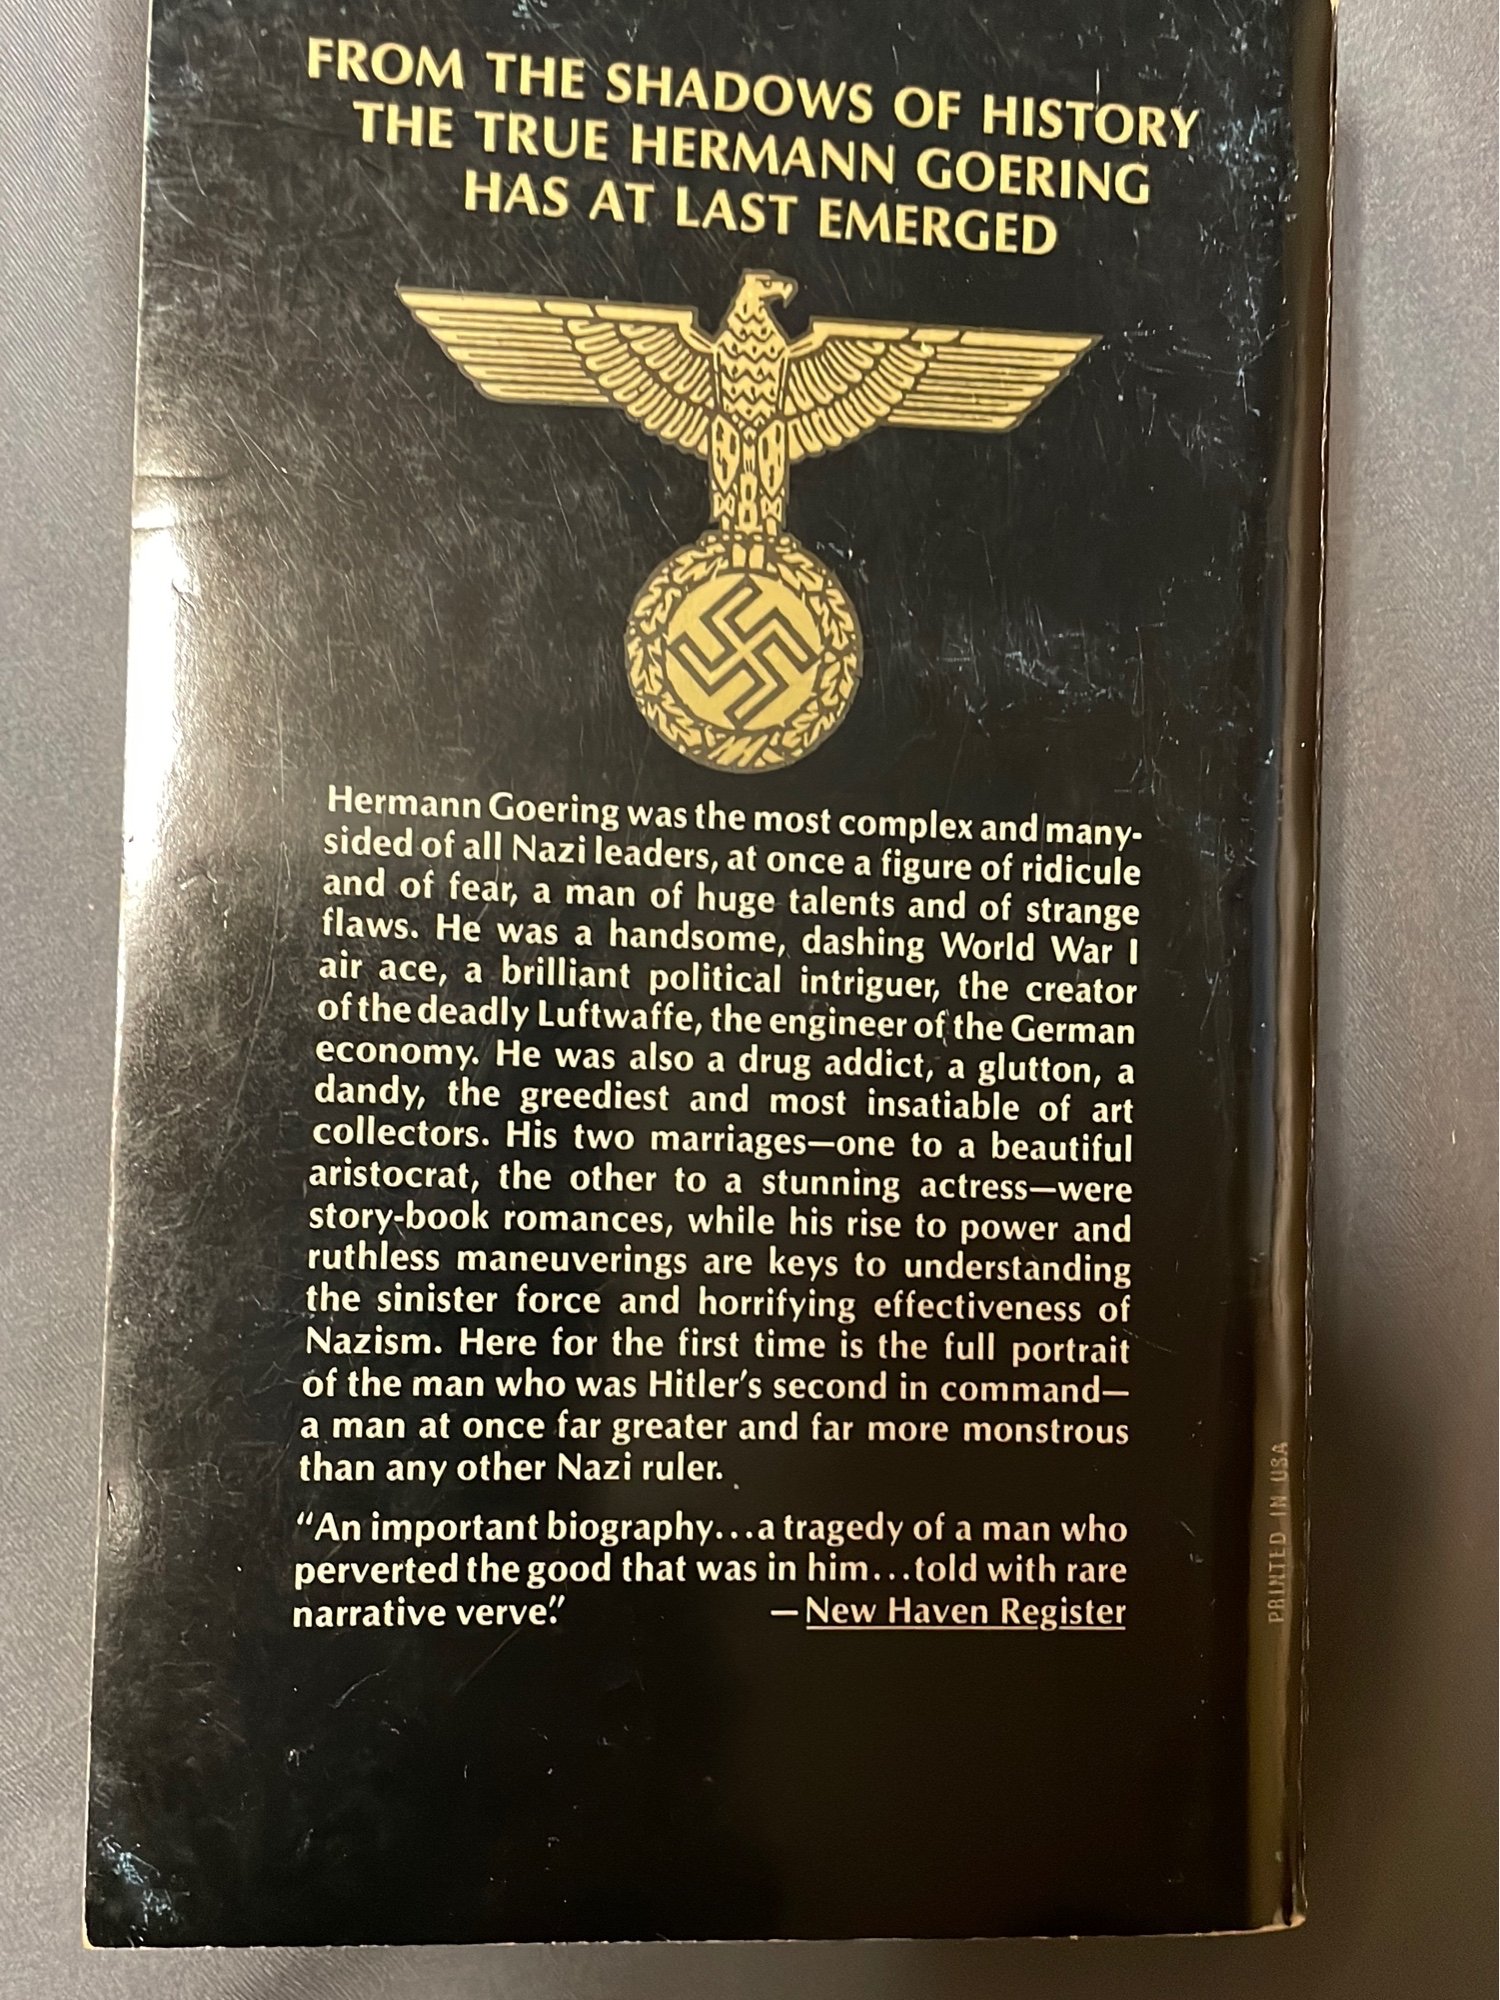 FROM THE SHADOWS OF HISTORY
THE TRUE HERMANN GOERING
HAS AT LAST EMERGED
Hermann Goering was the most complex and many-
sided of all Nazi leaders, at once a figure of ridicule
and of fear, a man of huge talents and of strange
flaws. He was a handsome, dashing World War I
air ace, a brilliant political intriguer, the creator
of the deadly Luftwaffe, the engineer of the German
economy. He was also a drug addict, a glutton, a
dandy, the greediest and most insatiable of art
collectors. His two marriages—one to a beautiful
aristocrat, the other to a stunning actress—were
story-book romances, while his rise to power and
ruthless maneuverings are keys to understanding
the sinister force and horrifying effectiveness of
Nazism. Here for the first time is the full portrait
of the man who was Hitler's second in command—
a man at once far greater and far more monstrous
than any other Nazi ruler.
"An important biography...a tragedy of a man who
perverted the good that was in him...told with rare
narrative verve." —New Haven Register
PRINTED IN USA